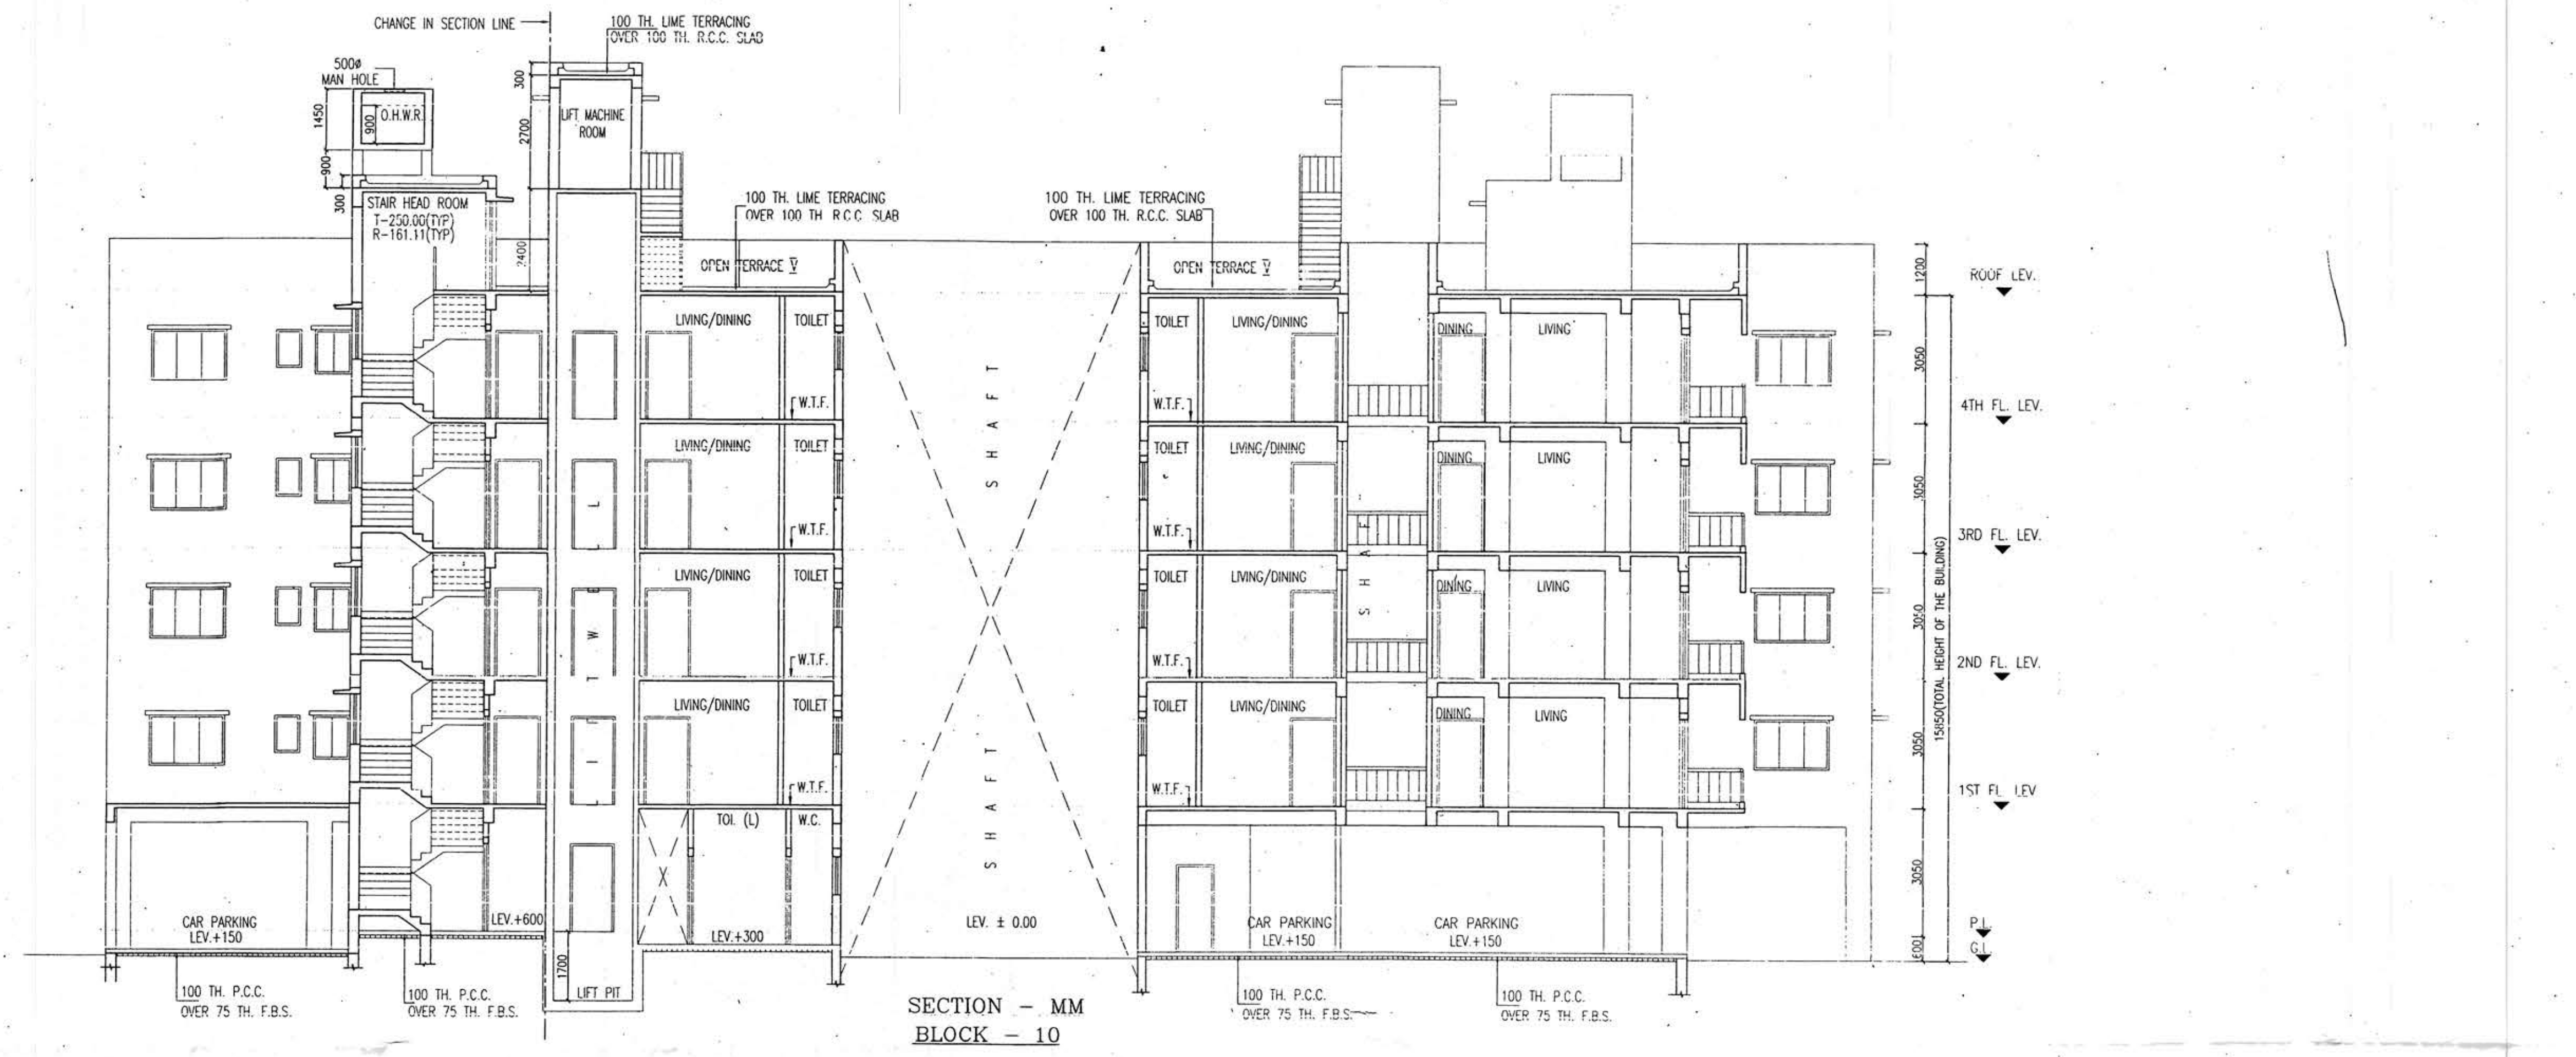 CHANGE IN SECTION LINE
100 TH. LIME TERRACING
OVER 100 TH. R.C.C. SLAB
500ø
MAN HOLE
O.H.W.R.
900
1450
900
300
300
2700
2400
LIFT MACHINE
ROOM
STAIR HEAD ROOM
T-250.00(TYP)
R-161.11(TYP)
100 TH. LIME TERRACING
OVER 100 TH R.C.C. SLAB
100 TH. LIME TERRACING
OVER 100 TH. R.C.C. SLAB
OPEN TERRACE V
OPEN TERRACE V
1200
ROOF LEV.
LIVING/DINING
TOILET
W.T.F.
TOILET
LIVING/DINING
W.T.F.
DINING
LIVING
3050
4TH FL. LEV.
LIVING/DINING
TOILET
W.T.F.
TOILET
LIVING/DINING
W.T.F.
DINING
LIVING
3050
3RD FL. LEV.
LIVING/DINING
TOILET
W.T.F.
TOILET
LIVING/DINING
W.T.F.
DINING
LIVING
3050
2ND FL. LEV.
LIVING/DINING
TOILET
W.T.F.
TOILET
LIVING/DINING
W.T.F.
DINING
LIVING
3050
1ST FL LEV
LIFT WELL
SHAFT
SHAFT
SHAFT
15850(TOTAL HEIGHT OF THE BUILDING)
TOI. (L)
W.C.
3050
CAR PARKING
LEV.+150
LEV.+600
LEV.+300
LEV. ± 0.00
CAR PARKING
LEV.+150
CAR PARKING
LEV.+150
P.L.
600
G.L.
1700
LIFT PIT
100 TH. P.C.C.
OVER 75 TH. F.B.S.
100 TH. P.C.C.
OVER 75 TH. F.B.S.
100 TH. P.C.C.
OVER 75 TH. F.B.S.
100 TH. P.C.C.
OVER 75 TH. F.B.S.
SECTION - MM
BLOCK - 10